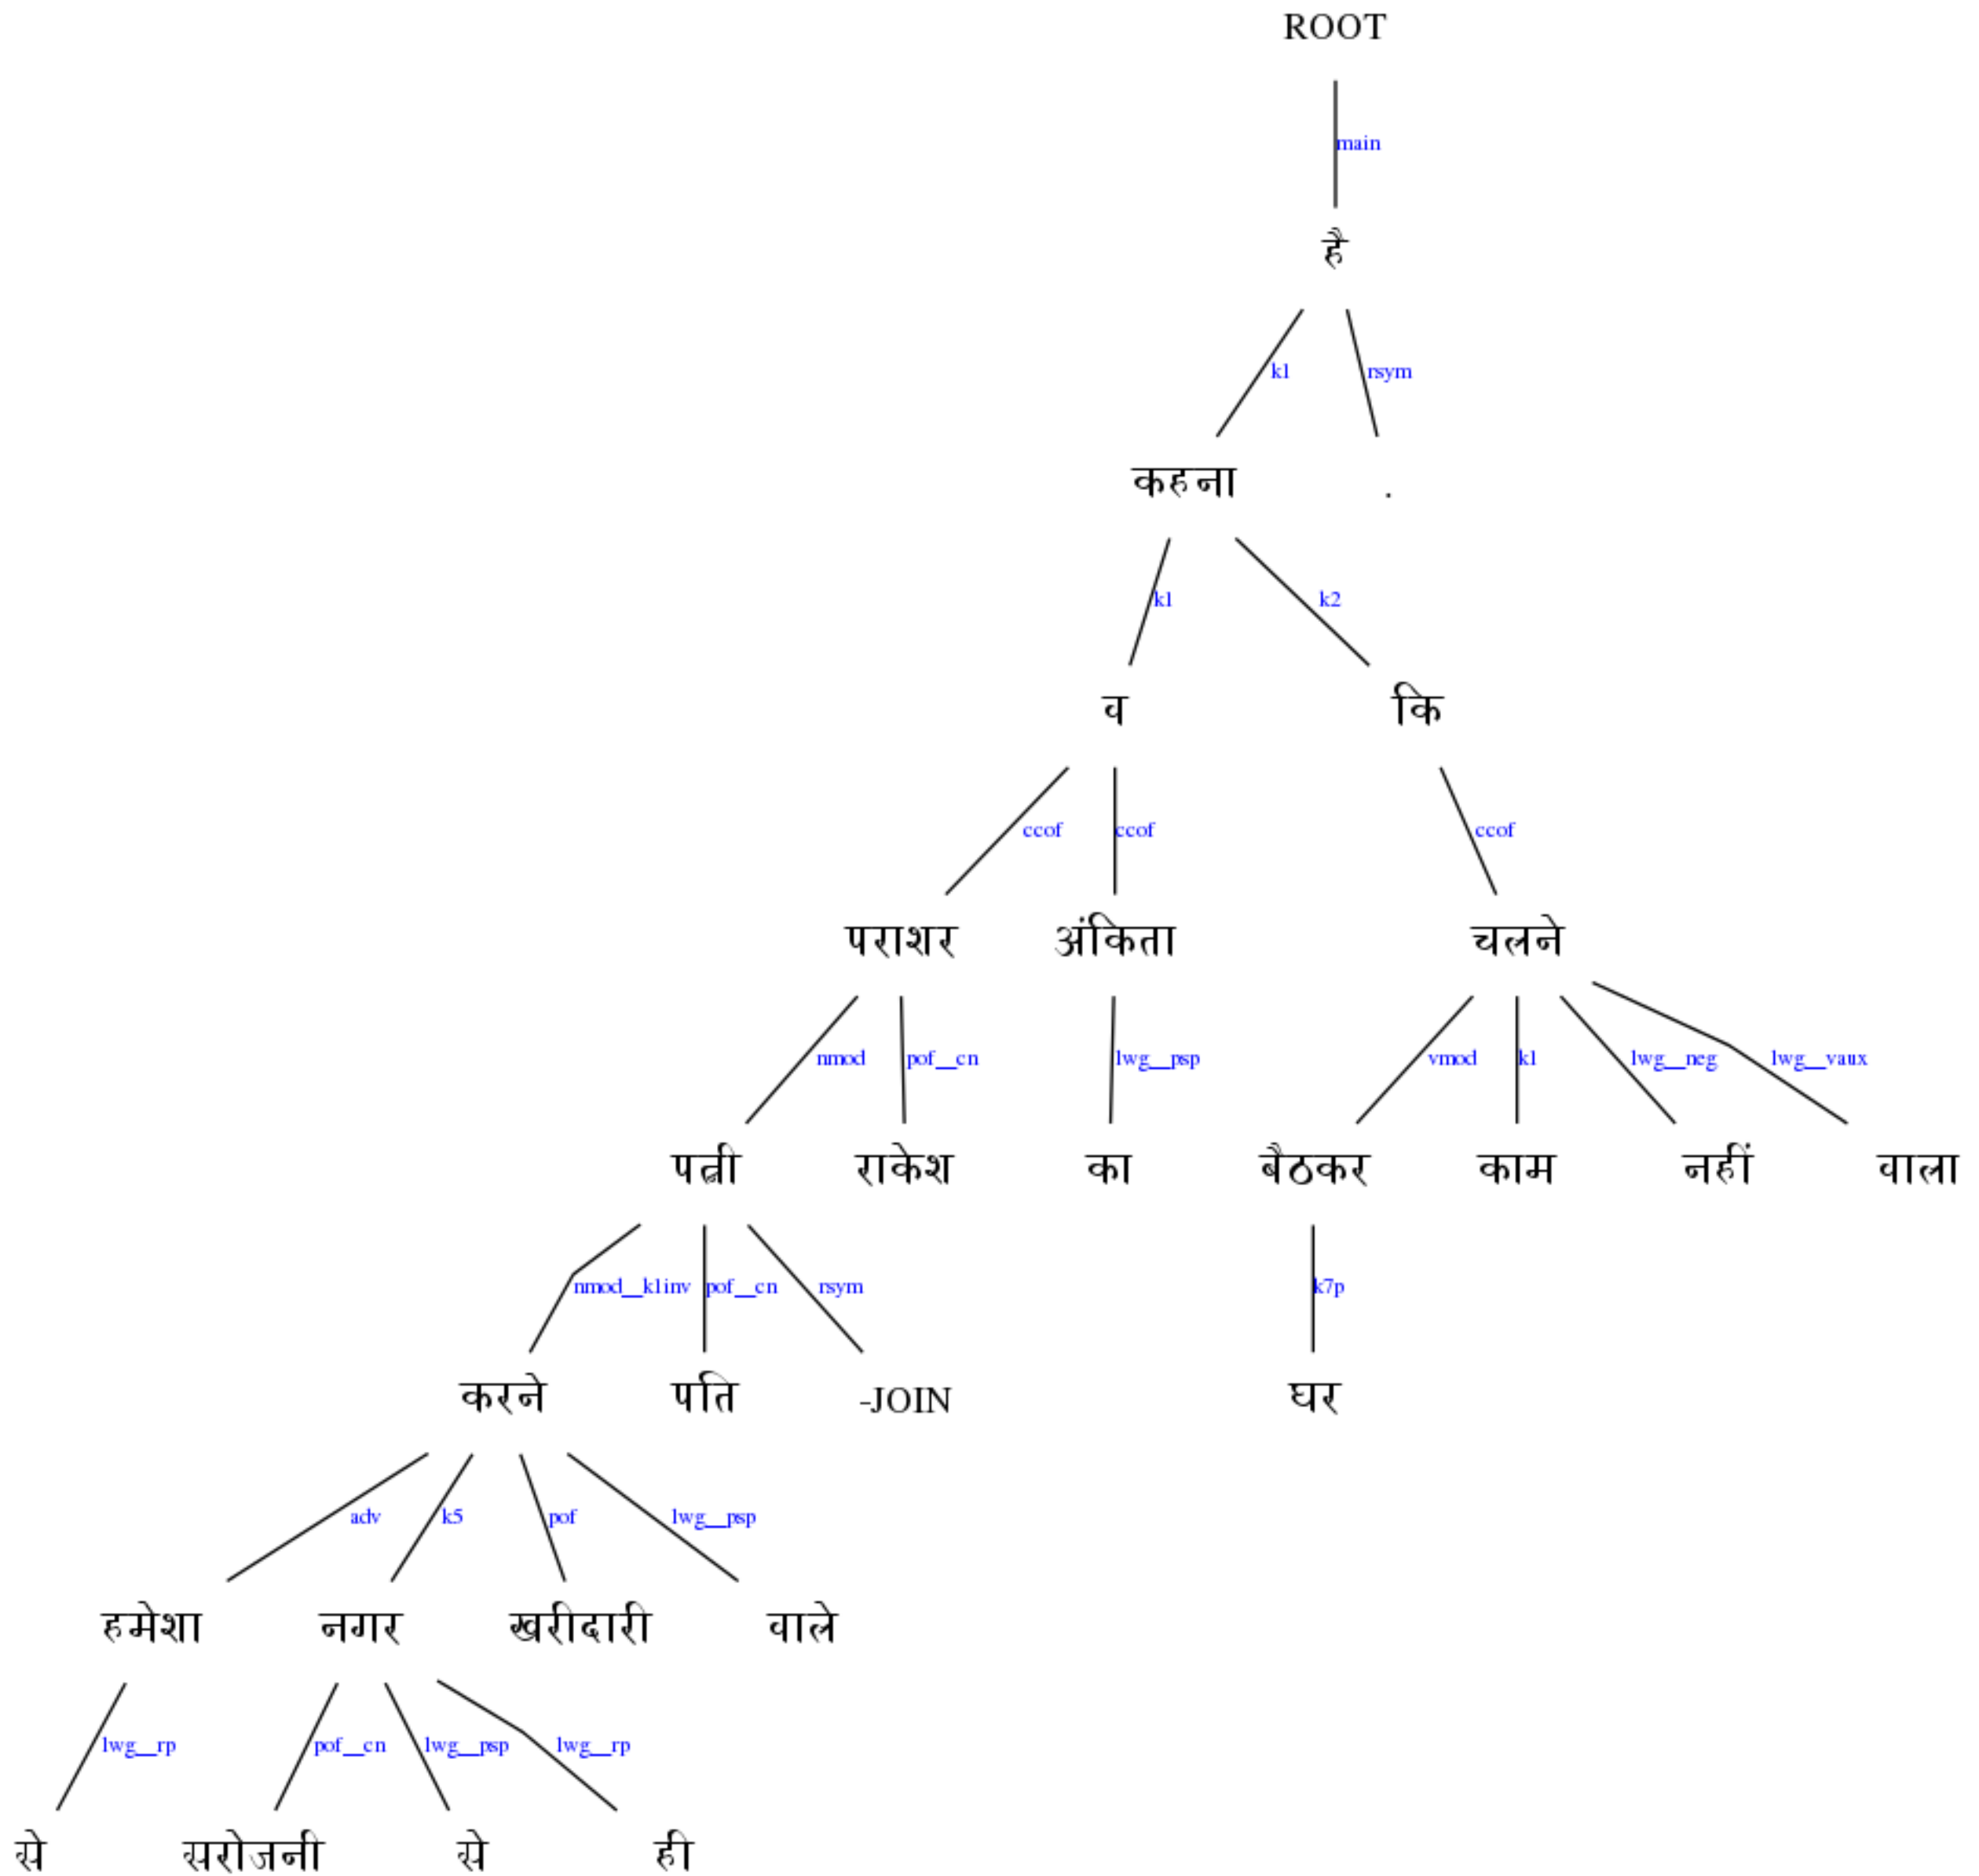 ROOT
main
है
k1 rsym
कहना .
k1 k2
व कि
ccof ccof ccof
पराशर अंकिता चलने
nmod pof__cn lwg__psp vmod k1 lwg__neg lwg__vaux
पत्नी राकेश का बैठकर काम नहीं वाला
nmod__k1inv pof__cn rsym k7p
करने पति -JOIN घर
adv k5 pof lwg__psp
हमेशा नगर खरीदारी वाले
lwg__rp pof__cn lwg__psp lwg__rp
से सरोजनी से ही